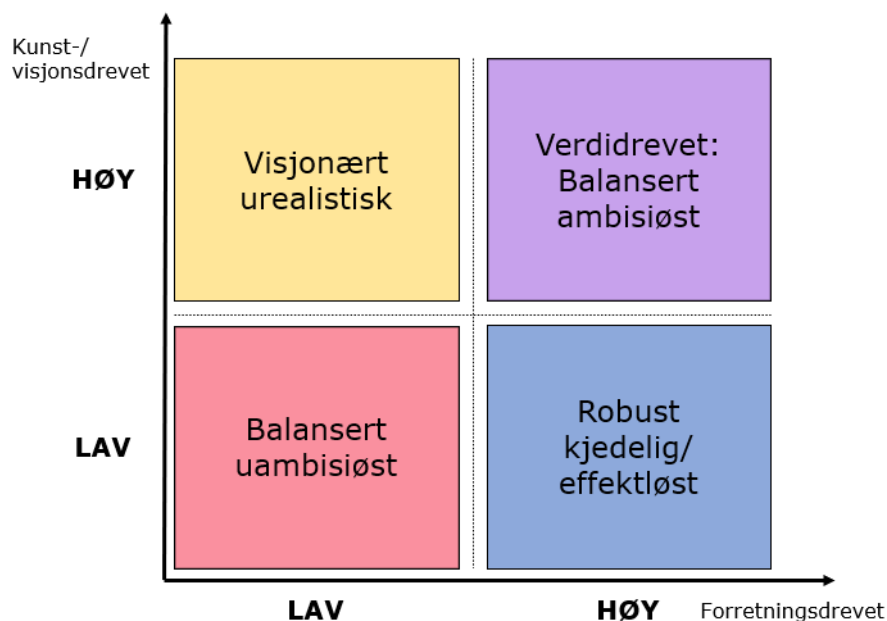 Kunst-/
visjonsdrevet
HØY
Visjonært
urealistisk
Verdidrevet:
Balansert
ambisiøst
LAV
Balansert
uambisiøst
Robust
kjedelig/
effektløst
LAV
HØY
Forretningsdrevet